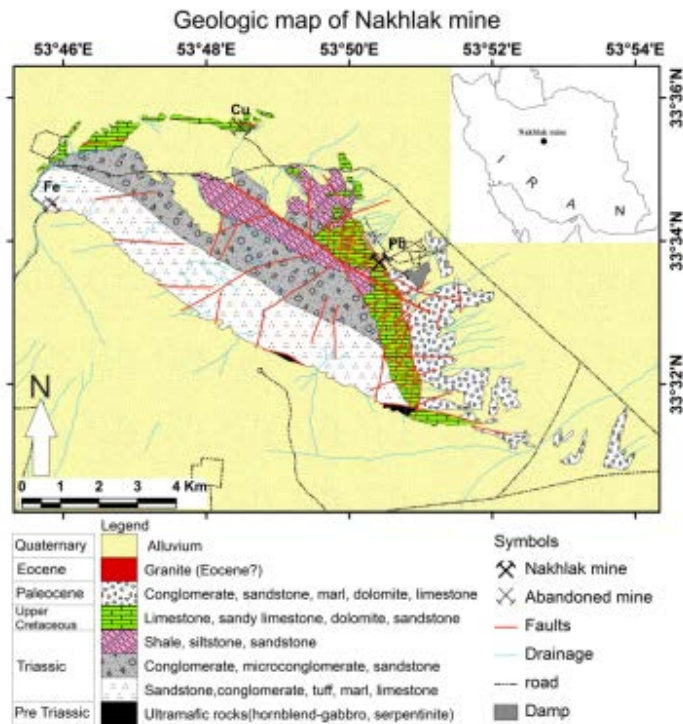 Geologic map of Nakhlak mine
53°46'E
53°48'E
53°50'E
53°52'E
53°54'E
33°36'N
33°34'N
33°32'N
Cu
Fe
Pb
Nakhlak mine
I R A N
N
0 1 2 3 4 Km
Legend
Quaternary Alluvium
Eocene Granite (Eocene?)
Paleocene Conglomerate, sandstone, marl, dolomite, limestone
Upper Cretaceous Limestone, sandy limestone, dolomite, sandstone
Triassic
Shale, siltstone, sandstone
Conglomerate, microconglomerate, sandstone
Sandstone,conglomerate, tuff, marl, limestone
Pre Triassic Ultramafic rocks(hornblend-gabbro, serpentinite)
Symbols
Nakhlak mine
Abandoned mine
Faults
Drainage
road
Damp